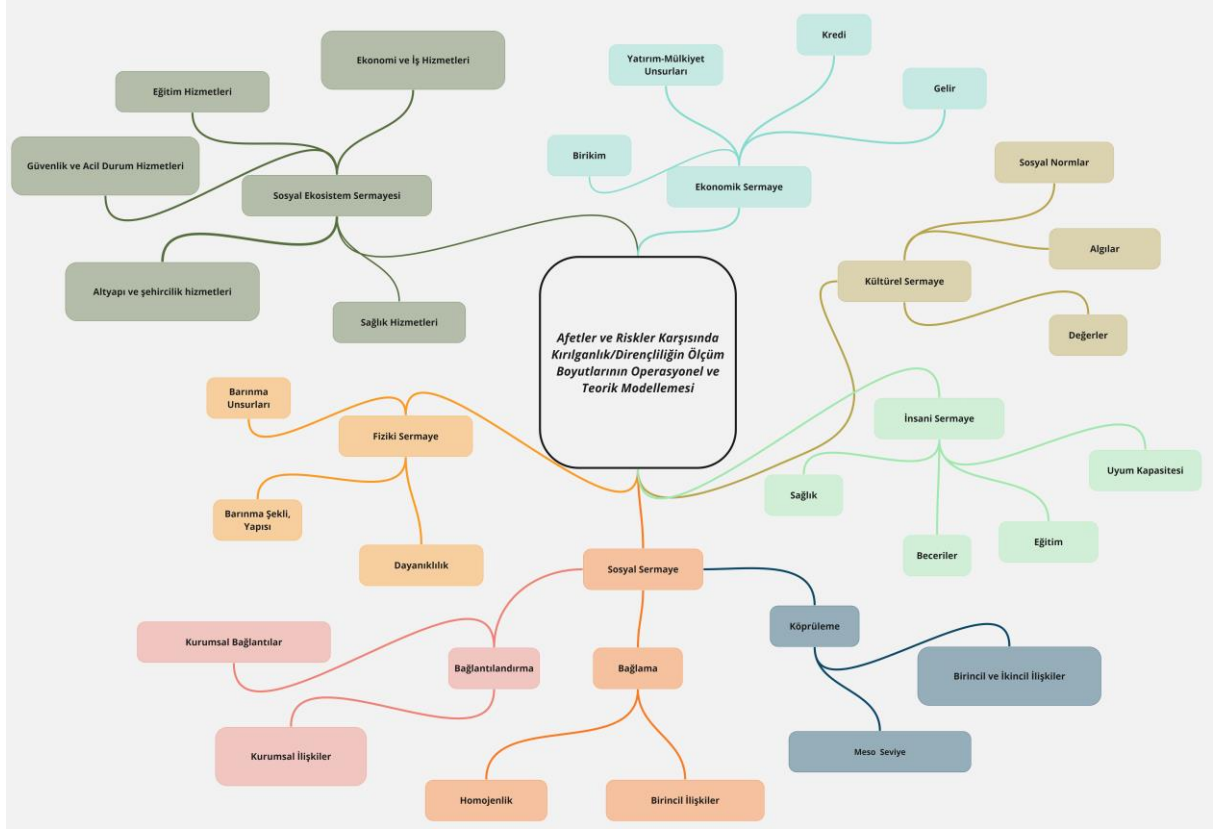 Ekonomi ve İş Hizmetleri
Eğitim Hizmetleri
Güvenlik ve Acil Durum Hizmetleri
Sosyal Ekosistem Sermayesi
Altyapı ve şehircilik hizmetleri
Sağlık Hizmetleri
Kredi
Yatırım-Mülkiyet
Unsurları
Gelir
Birikim
Ekonomik Sermaye
Sosyal Normlar
Algılar
Kültürel Sermaye
Değerler
Afetler ve Riskler Karşısında
Kırılganlık/Dirençliliğin Ölçüm
Boyutlarının Operasyonel ve
Teorik Modellemesi
Barınma
Unsurları
Fiziki Sermaye
Barınma Şekli,
Yapısı
Dayanıklılık
İnsani Sermaye
Uyum Kapasitesi
Sağlık
Eğitim
Beceriler
Sosyal Sermaye
Kurumsal Bağlantılar
Bağlantılandırma
Kurumsal İlişkiler
Bağlama
Homojenlik
Birincil İlişkiler
Köprüleme
Birincil ve İkincil İlişkiler
Meso Seviye